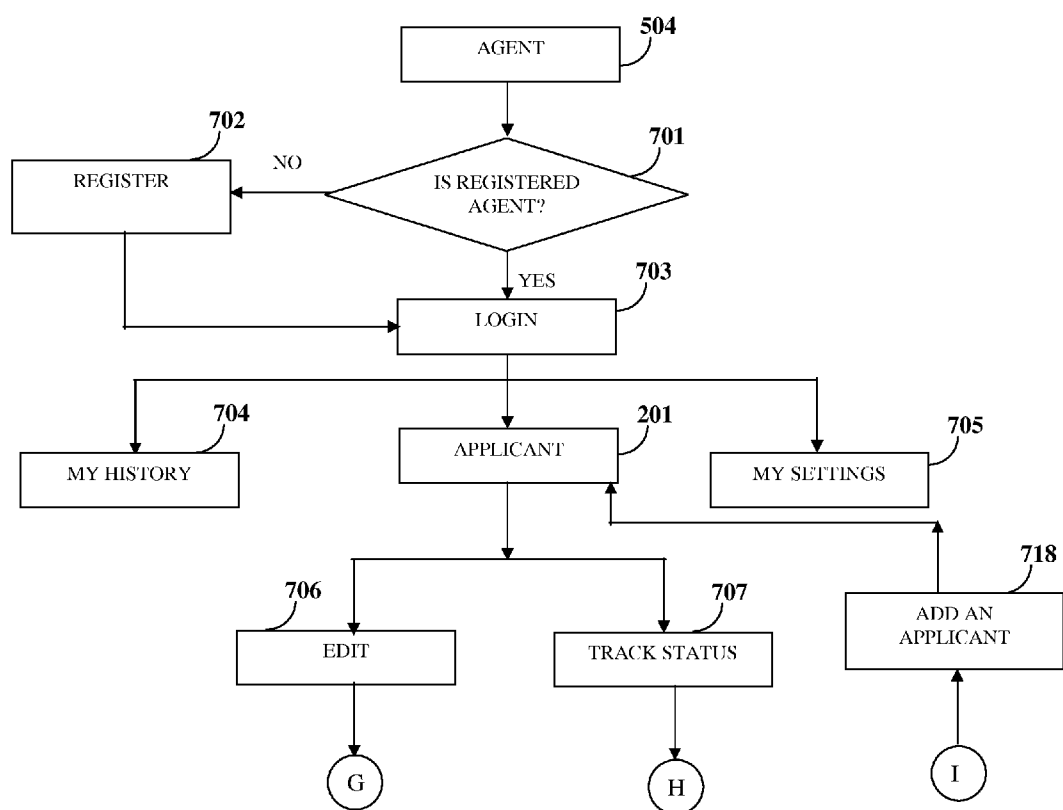 504
AGENT
702
701
NO
REGISTER
IS REGISTERED
AGENT?
YES
703
LOGIN
704
201
705
APPLICANT
MY HISTORY
MY SETTINGS
718
706
707
ADD AN
APPLICANT
EDIT
TRACK STATUS
G
H
I